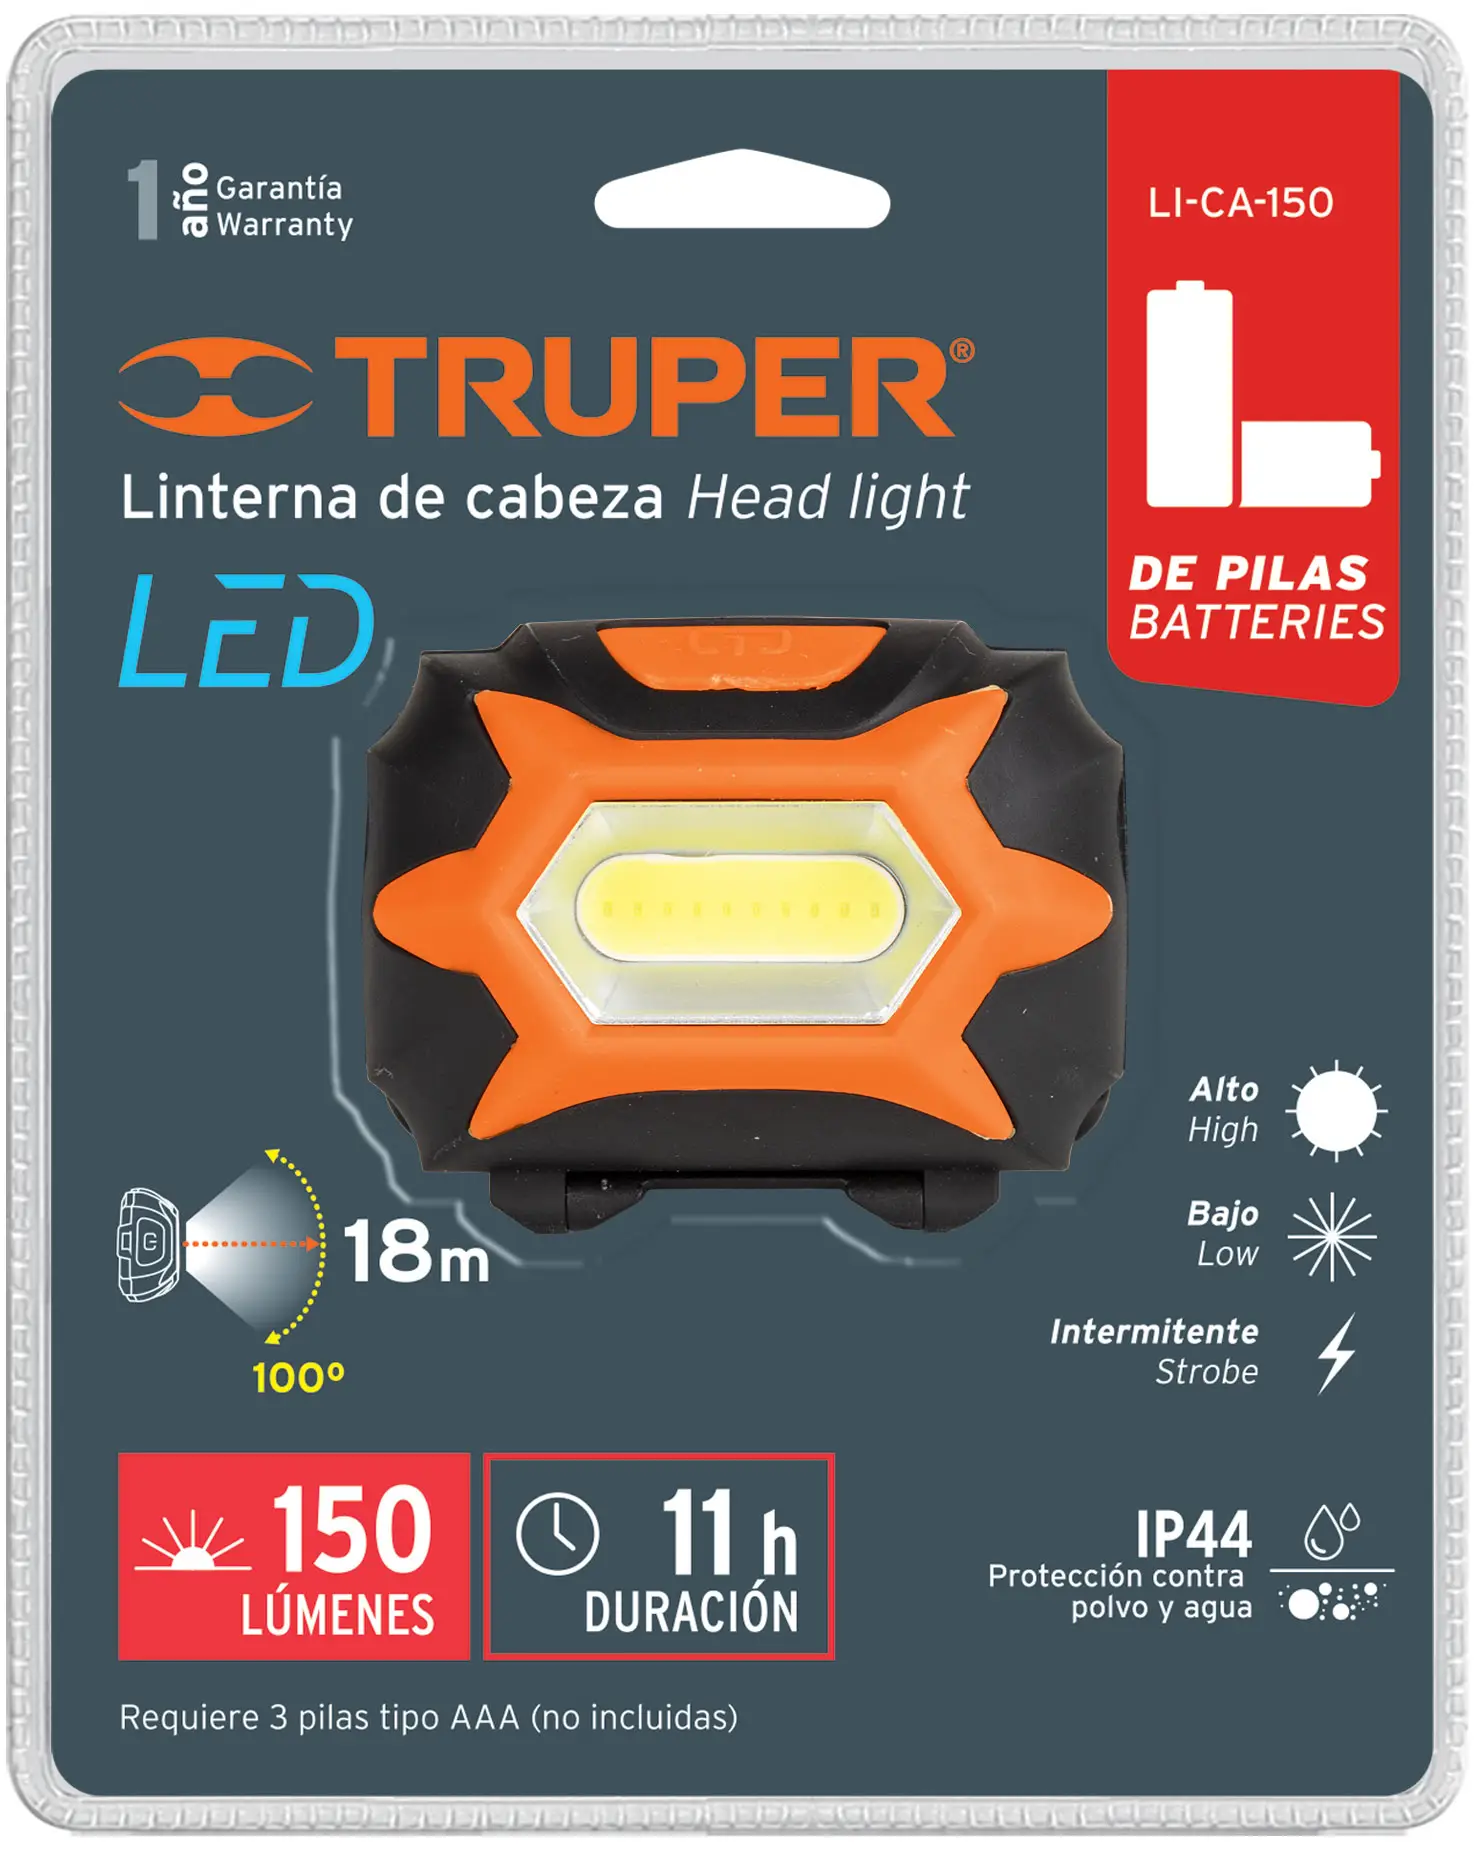 1 año Garantía
Warranty
LI-CA-150
TRUPER®
Linterna de cabeza Head light
LED
DE PILAS
BATTERIES
Alto
High
Bajo
Low
Intermitente
Strobe
18m
100º
150
LÚMENES
11 h
DURACIÓN
IP44
Protección contra
polvo y agua
Requiere 3 pilas tipo AAA (no incluidas)